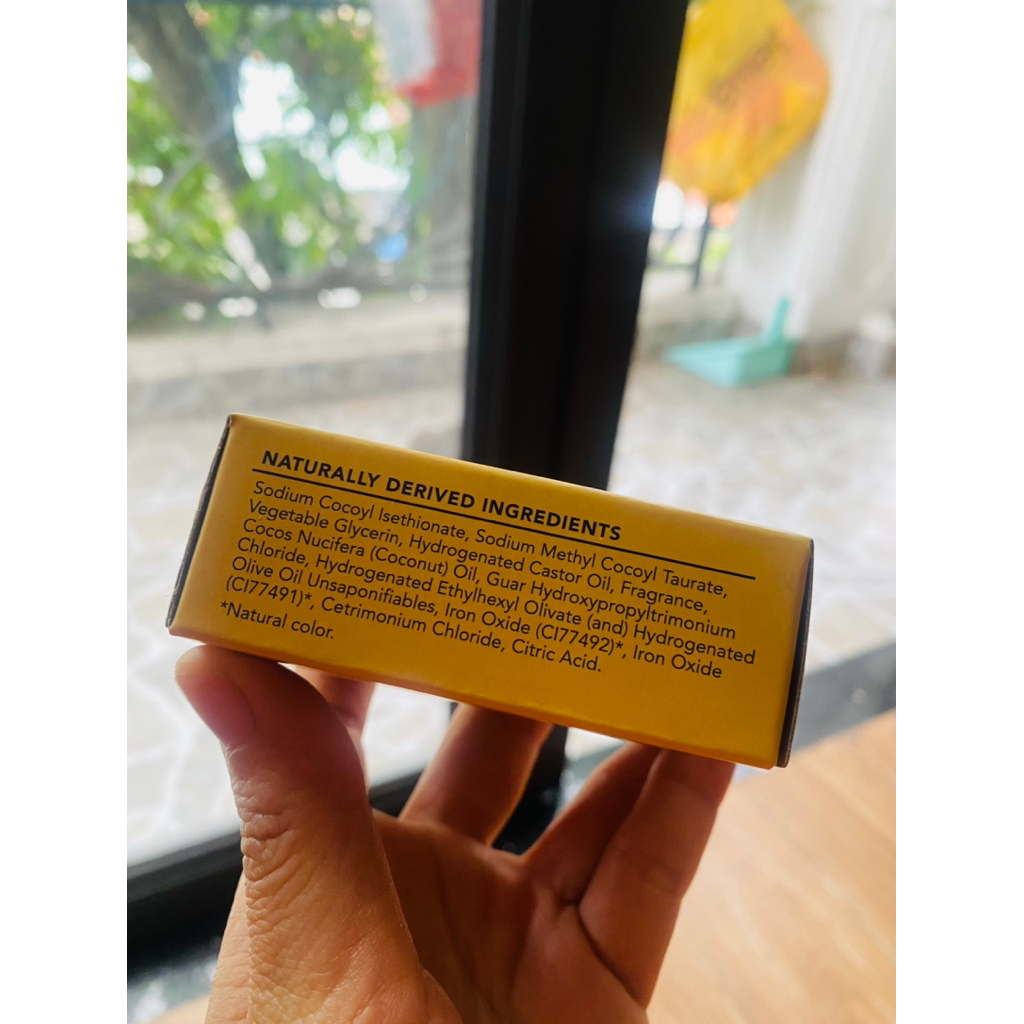 NATURALLY DERIVED INGREDIENTS
Sodium Cocoyl Isethionate, Sodium Methyl Cocoyl Taurate,
Vegetable Glycerin, Hydrogenated Castor Oil, Fragrance,
Cocos Nucifera (Coconut) Oil, Guar Hydroxypropyltrimonium
Chloride, Hydrogenated Ethylhexyl Olivate (and) Hydrogenated
Olive Oil Unsaponifiables, Iron Oxide (CI77492)*, Iron Oxide
(CI77491)*, Cetrimonium Chloride, Citric Acid.
*Natural color.